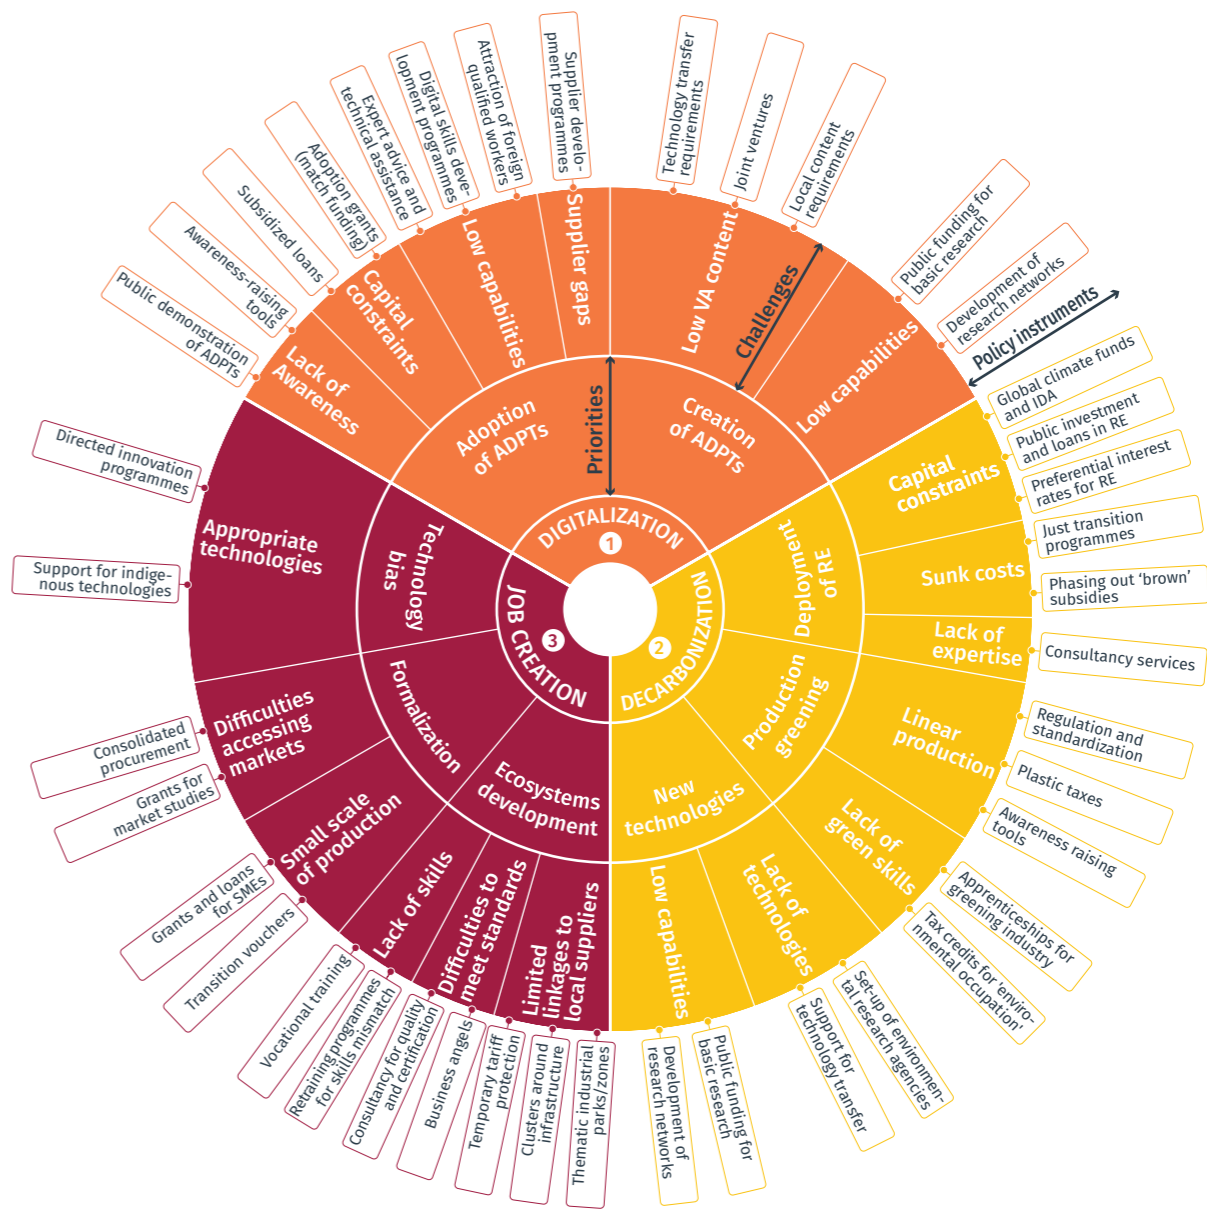 DIGITALIZATION
1
Priorities
Challenges
Policy instruments
Adoption
of ADPTs
Lack of
Awareness
Public demonstration
of ADPTs
Awareness-raising
tools
Capital
constraints
Subsidized loans
Adoption grants
(match funding)
Low capabilities
Expert advice and
technical assistance
Digital skills deve-
lopment programmes
Attraction of foreign
qualified workers
Supplier gaps
Supplier develo-
pment programmes
Creation
of ADPTs
Low VA content
Technology transfer
requirements
Joint ventures
Local content
requirements
Low capabilities
Public funding for
basic research
Development of
research networks
DECARBONIZATION
2
Deployment
of RE
Capital
constraints
Global climate funds
and IDA
Public investment
and loans in RE
Preferential interest
rates for RE
Sunk costs
Just transition
programmes
Phasing out ‘brown’
subsidies
Lack of
expertise
Consultancy services
Production
greening
Linear
production
Regulation and
standardization
Plastic taxes
Awareness raising
tools
Lack of
green skills
Apprenticeships for
greening industry
Tax credits for 'enviro-
nmental occupation'
New
technologies
Lack of
technologies
Set-up of environmen-
tal research agencies
Support for
technology transfer
Low capabilities
Public funding for
basic research
Development of
research networks
JOB CREATION
3
Ecosystems
development
Limited
linkages to
local suppliers
Thematic industrial
parks/zones
Clusters around
infrastructure
Temporary tariff
protection
Difficulties to
meet standards
Business angels
Consultancy for quality
and certification
Lack of skills
Retraining programmes
for skills mismatch
Vocational training
Formalization
Small scale
of production
Transition vouchers
Grants and loans
for SMEs
Difficulties
accessing
markets
Grants for
market studies
Consolidated
procurement
Technology
bias
Appropriate
technologies
Support for indige-
nous technologies
Directed innovation
programmes